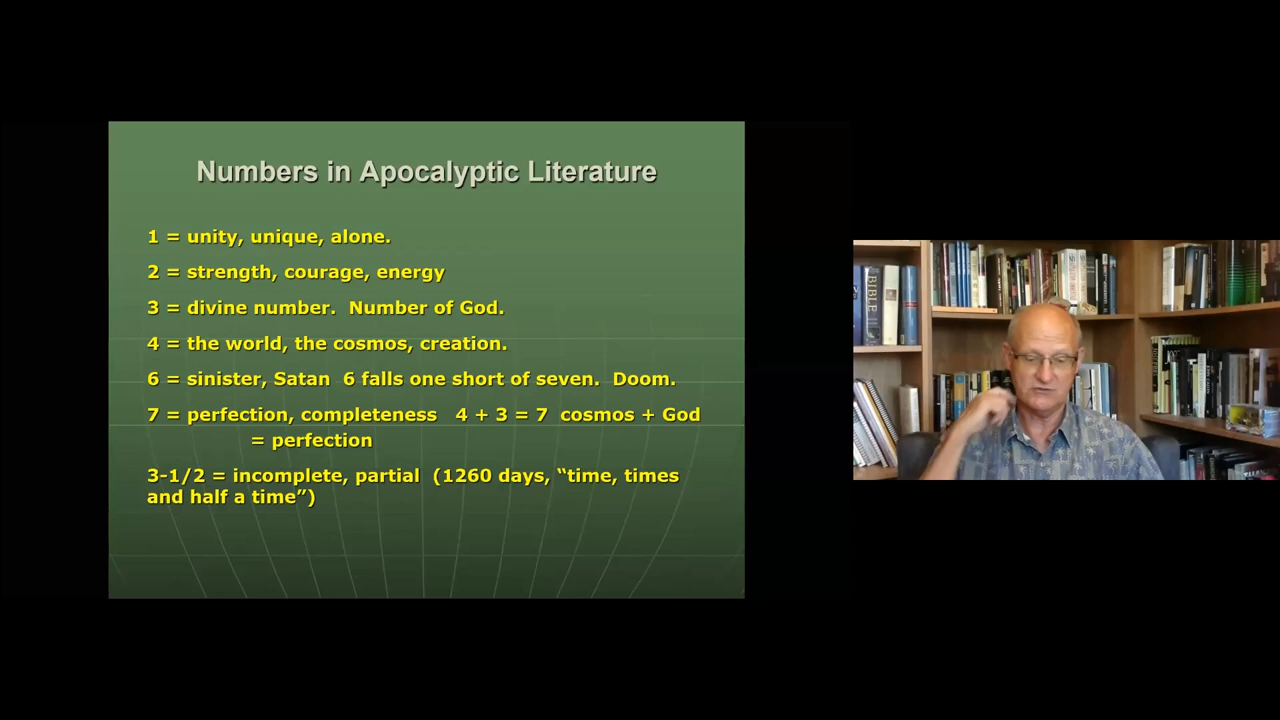 Numbers in Apocalyptic Literature
1 = unity, unique, alone.
2 = strength, courage, energy
3 = divine number.  Number of God.
4 = the world, the cosmos, creation.
6 = sinister, Satan  6 falls one short of seven.  Doom.
7 = perfection, completeness   4 + 3 = 7  cosmos + God
= perfection
3-1/2 = incomplete, partial  (1260 days, “time, times
and half a time”)
BIBLE